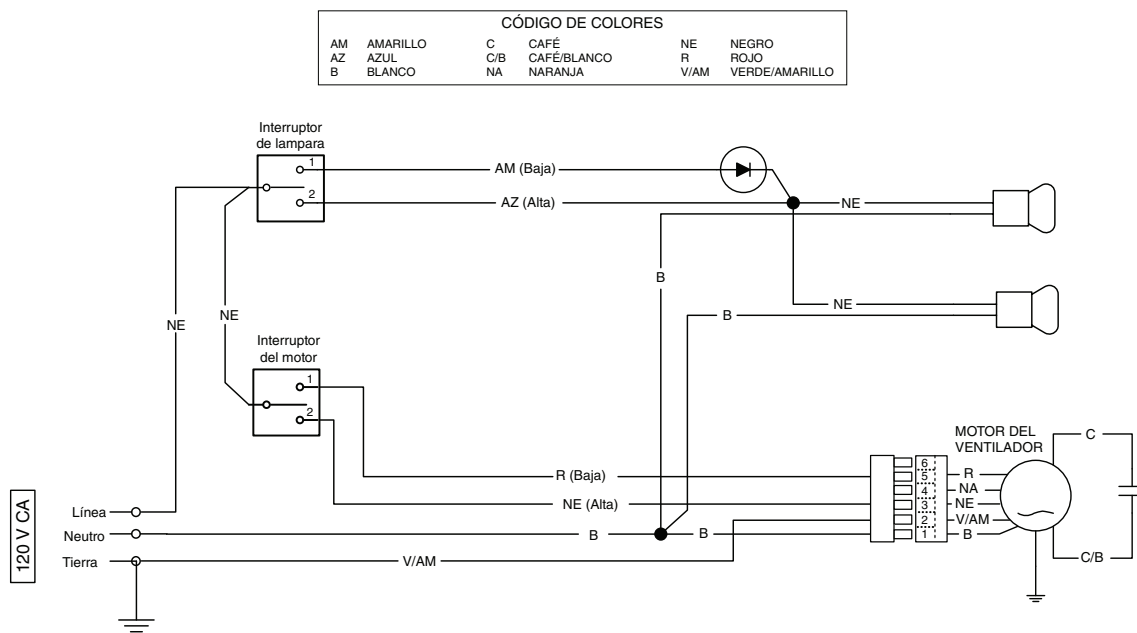 CÓDIGO DE COLORES
AM AMARILLO C CAFÉ NE NEGRO
AZ AZUL C/B CAFÉ/BLANCO R ROJO
B BLANCO NA NARANJA V/AM VERDE/AMARILLO
Interruptor
de lampara
1
2
AM (Baja)
AZ (Alta)
NE
B
NE
B
NE
NE
Interruptor
del motor
1
2
R (Baja)
NE (Alta)
MOTOR DEL
VENTILADOR
C
6
5
4
3
2
1
R
NA
NE
V/AM
B
C/B
120 V CA
Línea
Neutro
Tierra
B
B
V/AM